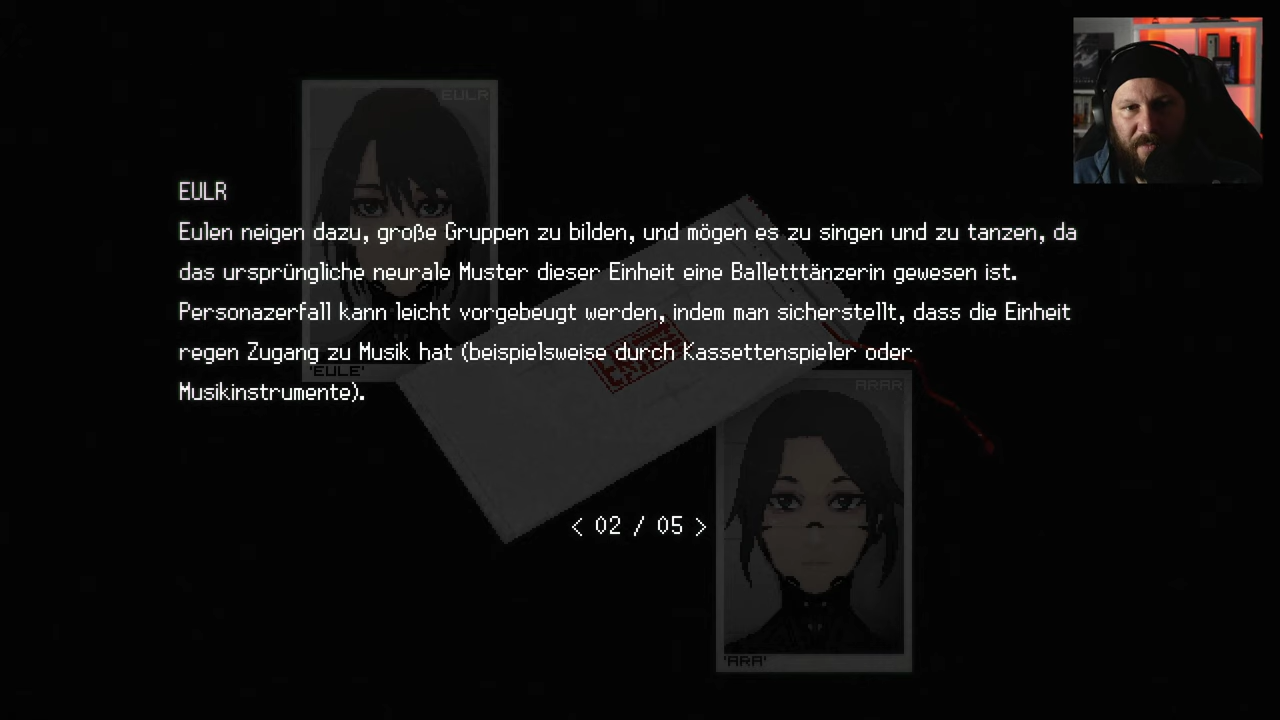 EULR
EULR
Eulen neigen dazu, große Gruppen zu bilden, und mögen es zu singen und zu tanzen, da
das ursprüngliche neurale Muster dieser Einheit eine Balletttänzerin gewesen ist.
Personazerfall kann leicht vorgebeugt werden, indem man sicherstellt, dass die Einheit
regen Zugang zu Musik hat (beispielsweise durch Kassettenspieler oder
'EULE'
Musikinstrumente).
ARAR
< 02 / 05 >
'ARA'